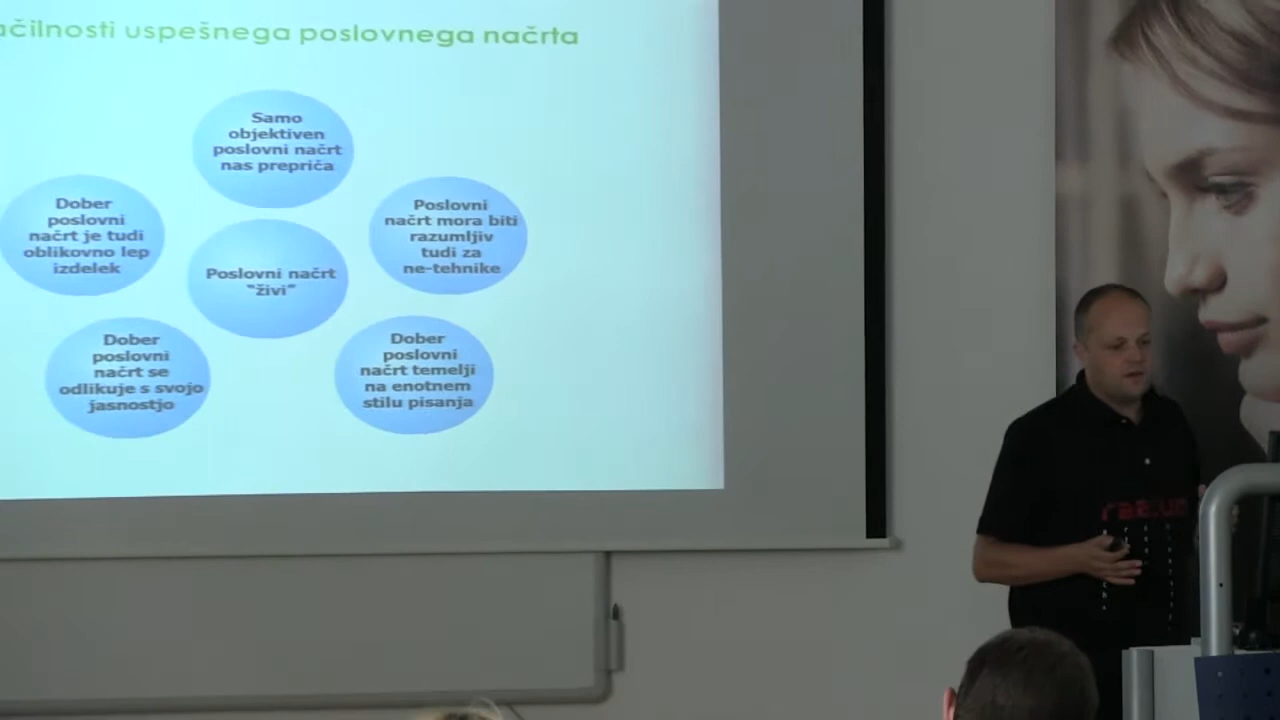 ačilnosti uspešnega poslovnega načrta
Samo
objektiven
poslovni načrt
nas prepriča
Dober
poslovni
načrt je tudi
oblikovno lep
izdelek
Poslovni
načrt mora biti
razumljiv
tudi za
ne-tehnike
Poslovni načrt
"živi"
Dober
poslovni
načrt se
odlikuje s svojo
jasnostjo
Dober
poslovni
načrt temelji
na enotnem
stilu pisanja